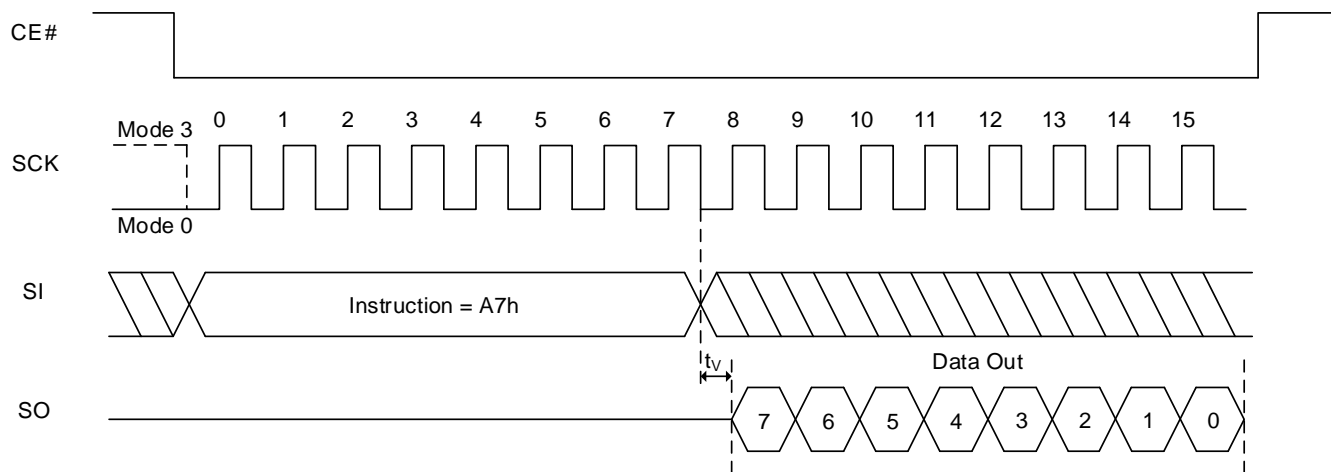 CE#
0 1 2 3 4 5 6 7 8 9 10 11 12 13 14 15
Mode 3
SCK
Mode 0
SI
Instruction = A7h
tV
Data Out
SO
7 6 5 4 3 2 1 0